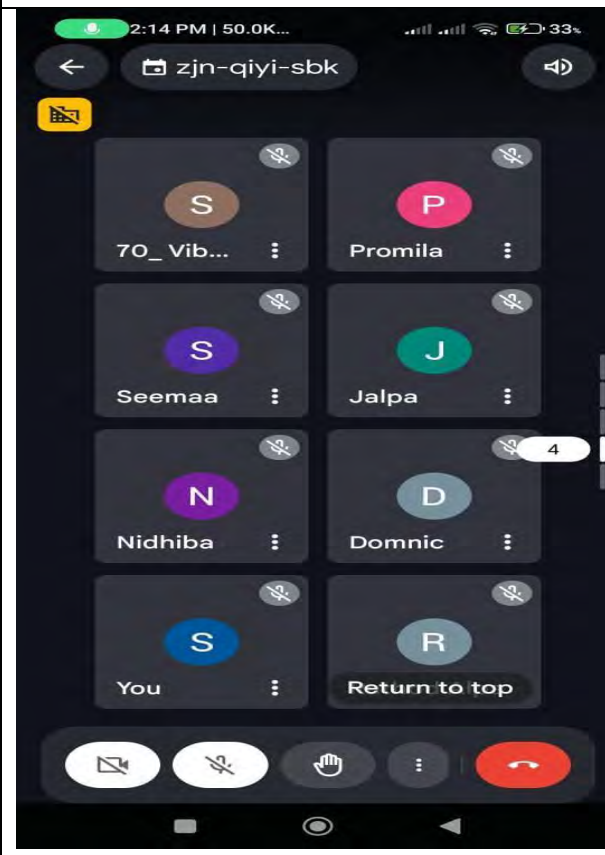 2:14 PM | 50.0K... 33%
zjn-qiyi-sbk
S P
70_ Vib... Promila
S J
Seemaa Jalpa
4
N D
Nidhiba Domnic
S R
You Return to top